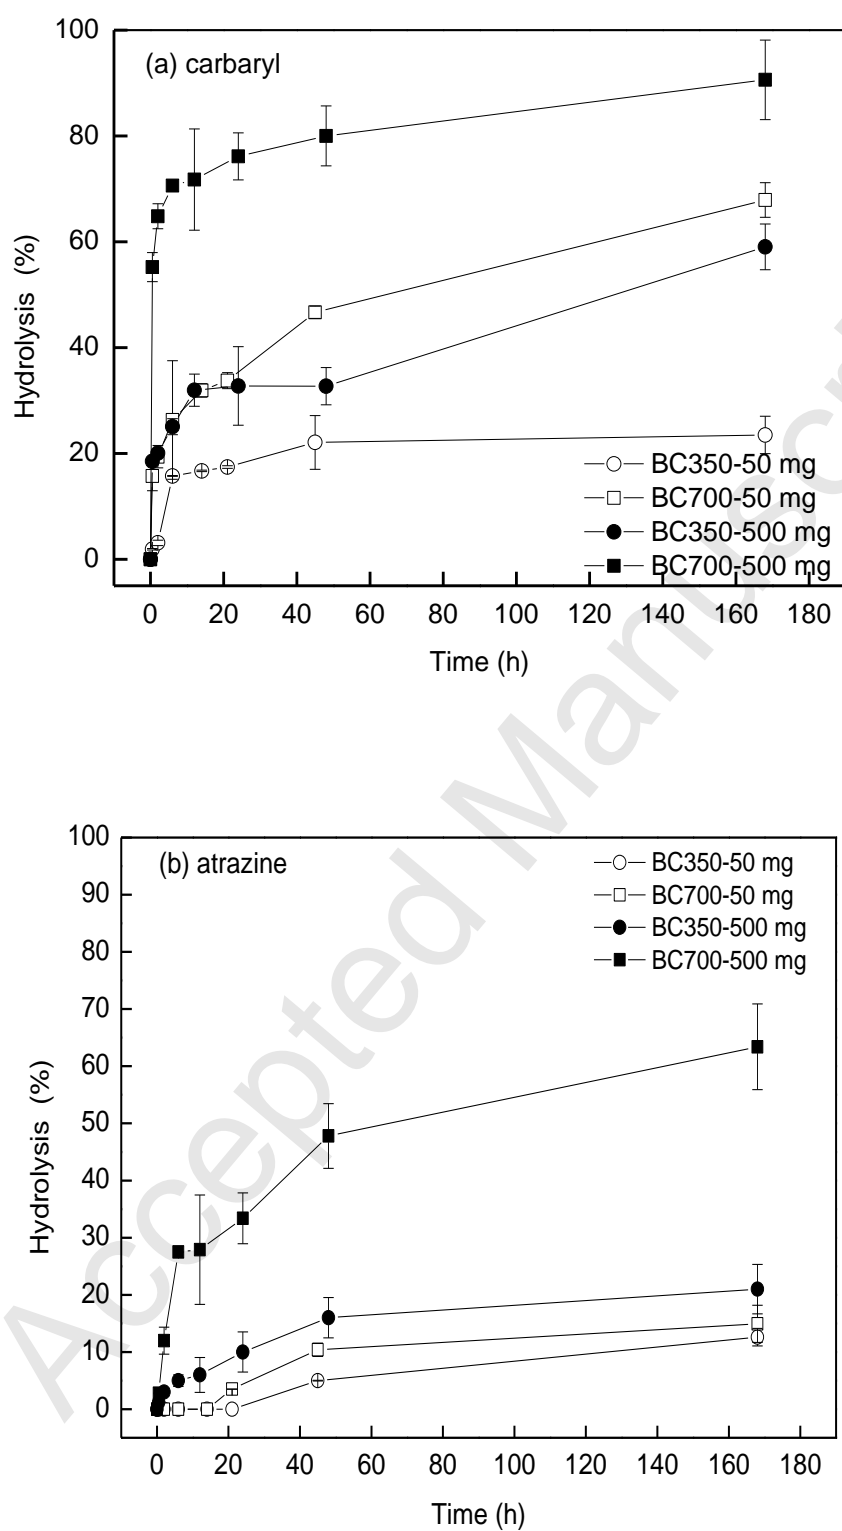 100
80
60
40
20
0
Hydrolysis (%)
(a) carbaryl
BC350-50 mg
BC700-50 mg
BC350-500 mg
BC700-500 mg
0 20 40 60 80 100 120 140 160 180
Time (h)
Accepted Manuscri
100
90
80
70
60
50
40
30
20
10
0
Hydrolysis (%)
(b) atrazine
BC350-50 mg
BC700-50 mg
BC350-500 mg
BC700-500 mg
0 20 40 60 80 100 120 140 160 180
Time (h)